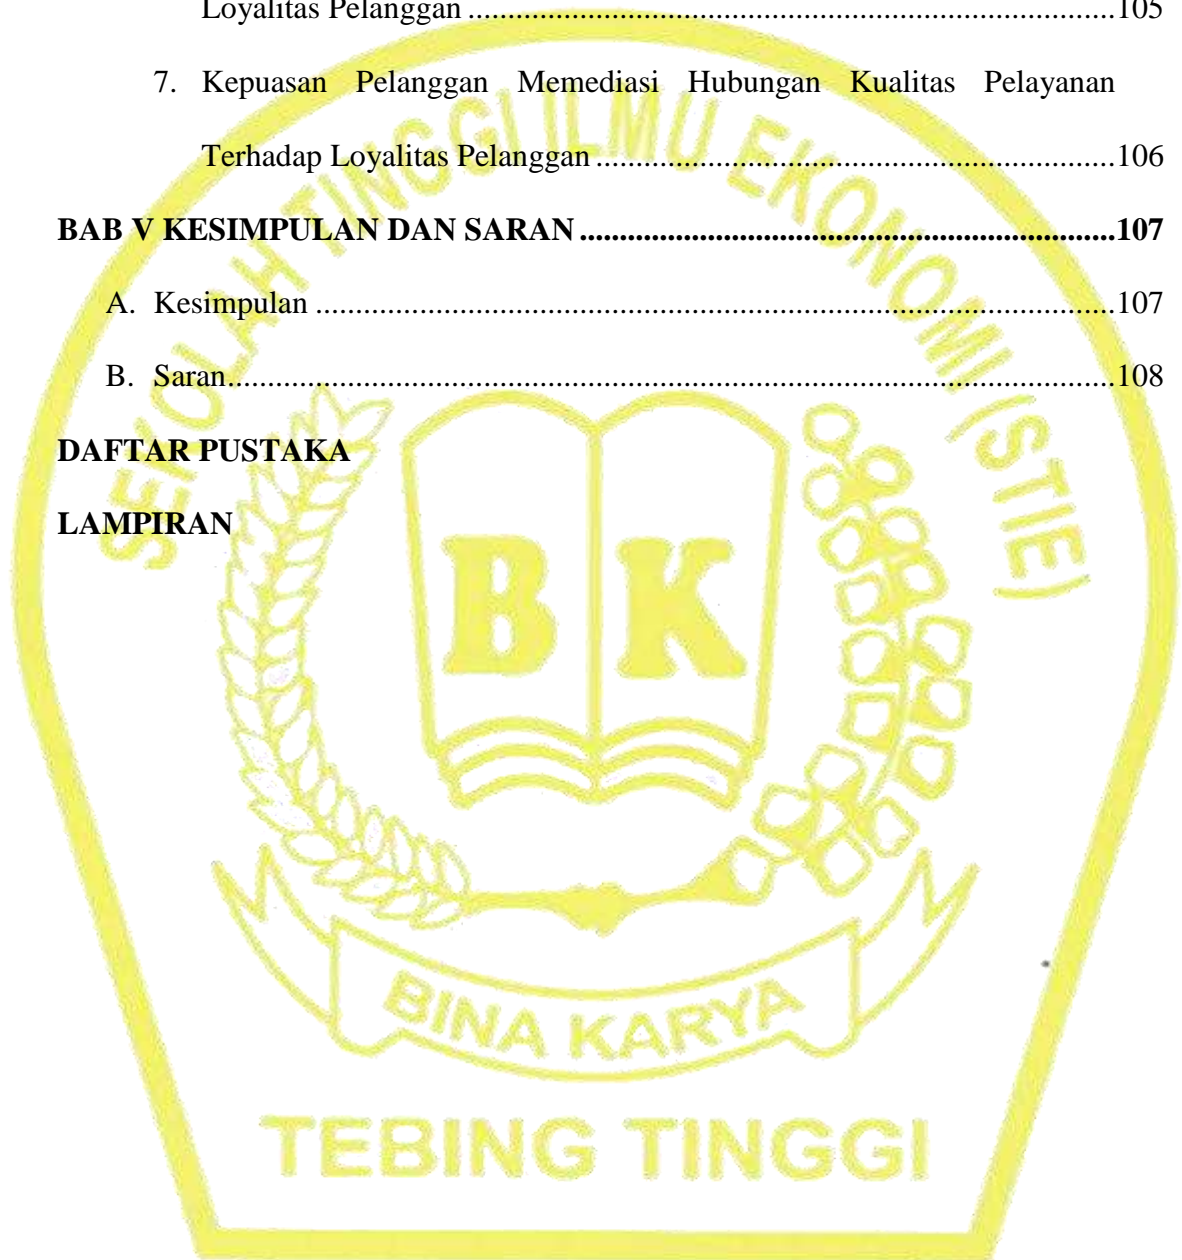 Loyalitas Pelanggan ................................................................................105
7. Kepuasan Pelanggan Memediasi Hubungan Kualitas Pelayanan
Terhadap Loyalitas Pelanggan .................................................................106
BAB V KESIMPULAN DAN SARAN ...................................................................107
A. Kesimpulan .....................................................................................................107
B. Saran................................................................................................................108
DAFTAR PUSTAKA
LAMPIRAN
SEKOLAH TINGGI ILMU EKONOMI (STIE)
B K
BINA KARYA
TEBING TINGGI